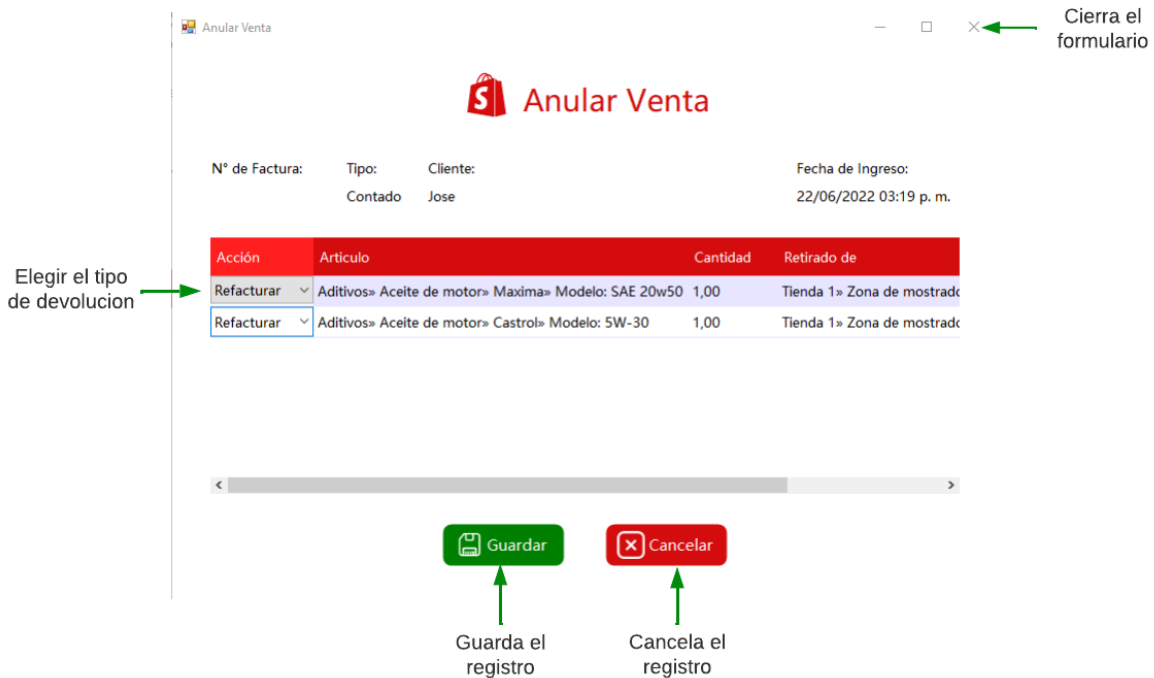 Cierra el
formulario
Anular Venta
Anular Venta
N° de Factura: Tipo: Cliente: Fecha de Ingreso:
Contado Jose 22/06/2022 03:19 p. m.
Acción Articulo Cantidad Retirado de
Elegir el tipo
de devolucion
Refacturar Aditivos» Aceite de motor» Maxima» Modelo: SAE 20w50 1,00 Tienda 1» Zona de mostrado
Refacturar Aditivos» Aceite de motor» Castrol» Modelo: 5W-30 1,00 Tienda 1» Zona de mostrado
Guardar Cancelar
Guarda el
registro
Cancela el
registro